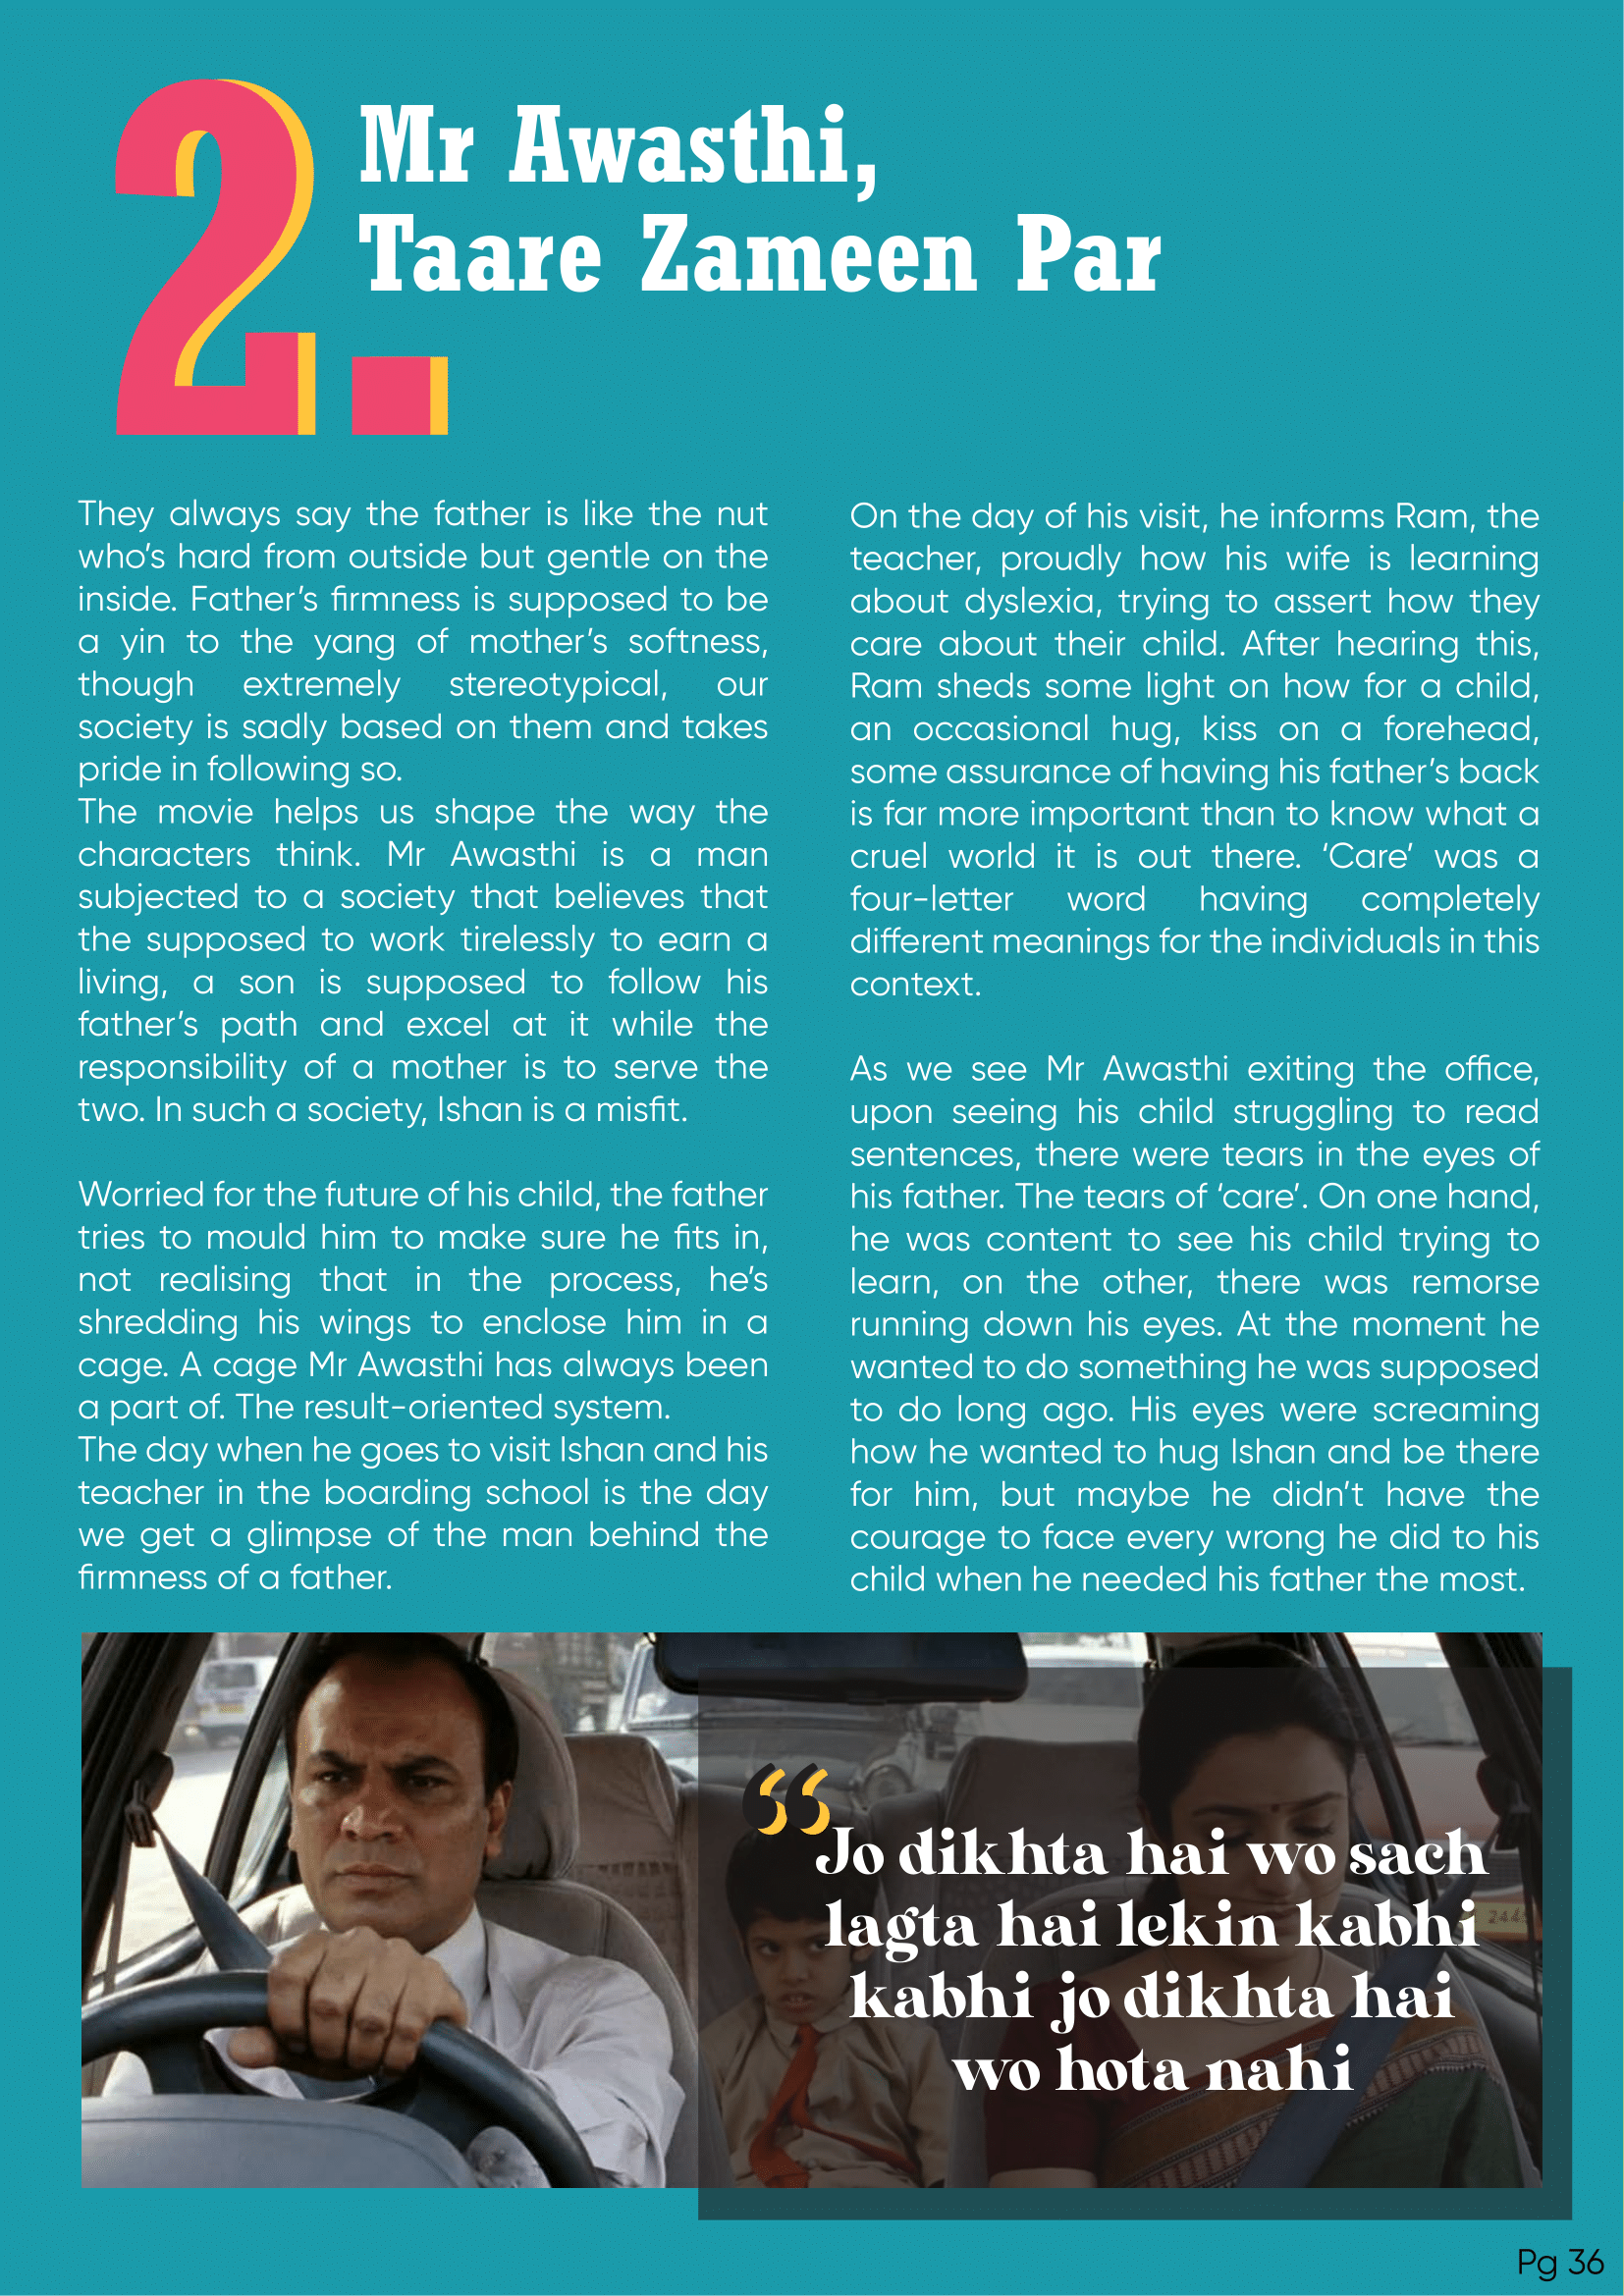 2.
Mr Awasthi,
Taare Zameen Par
They always say the father is like the nut
who's hard from outside but gentle on the
inside. Father's firmness is supposed to be
a yin to the yang of mother's softness,
though extremely stereotypical, our
society is sadly based on them and takes
pride in following so.
The movie helps us shape the way the
characters think. Mr Awasthi is a man
subjected to a society that believes that
the supposed to work tirelessly to earn a
living, a son is supposed to follow his
father's path and excel at it while the
responsibility of a mother is to serve the
two. In such a society, Ishan is a misfit.
Worried for the future of his child, the father
tries to mould him to make sure he fits in,
not realising that in the process, he's
shredding his wings to enclose him in a
cage. A cage Mr Awasthi has always been
a part of. The result-oriented system.
The day when he goes to visit Ishan and his
teacher in the boarding school is the day
we get a glimpse of the man behind the
firmness of a father.
On the day of his visit, he informs Ram, the
teacher, proudly how his wife is learning
about dyslexia, trying to assert how they
care about their child. After hearing this,
Ram sheds some light on how for a child,
an occasional hug, kiss on a forehead,
some assurance of having his father's back
is far more important than to know what a
cruel world it is out there. 'Care' was a
four-letter word having completely
different meanings for the individuals in this
context.
As we see Mr Awasthi exiting the office,
upon seeing his child struggling to read
sentences, there were tears in the eyes of
his father. The tears of 'care'. On one hand,
he was content to see his child trying to
learn, on the other, there was remorse
running down his eyes. At the moment he
wanted to do something he was supposed
to do long ago. His eyes were screaming
how he wanted to hug Ishan and be there
for him, but maybe he didn't have the
courage to face every wrong he did to his
child when he needed his father the most.
“Jo dikhta hai wo sach
lagta hai lekin kabhi
kabhi jo dikhta hai
wo hota nahi
Pg 36